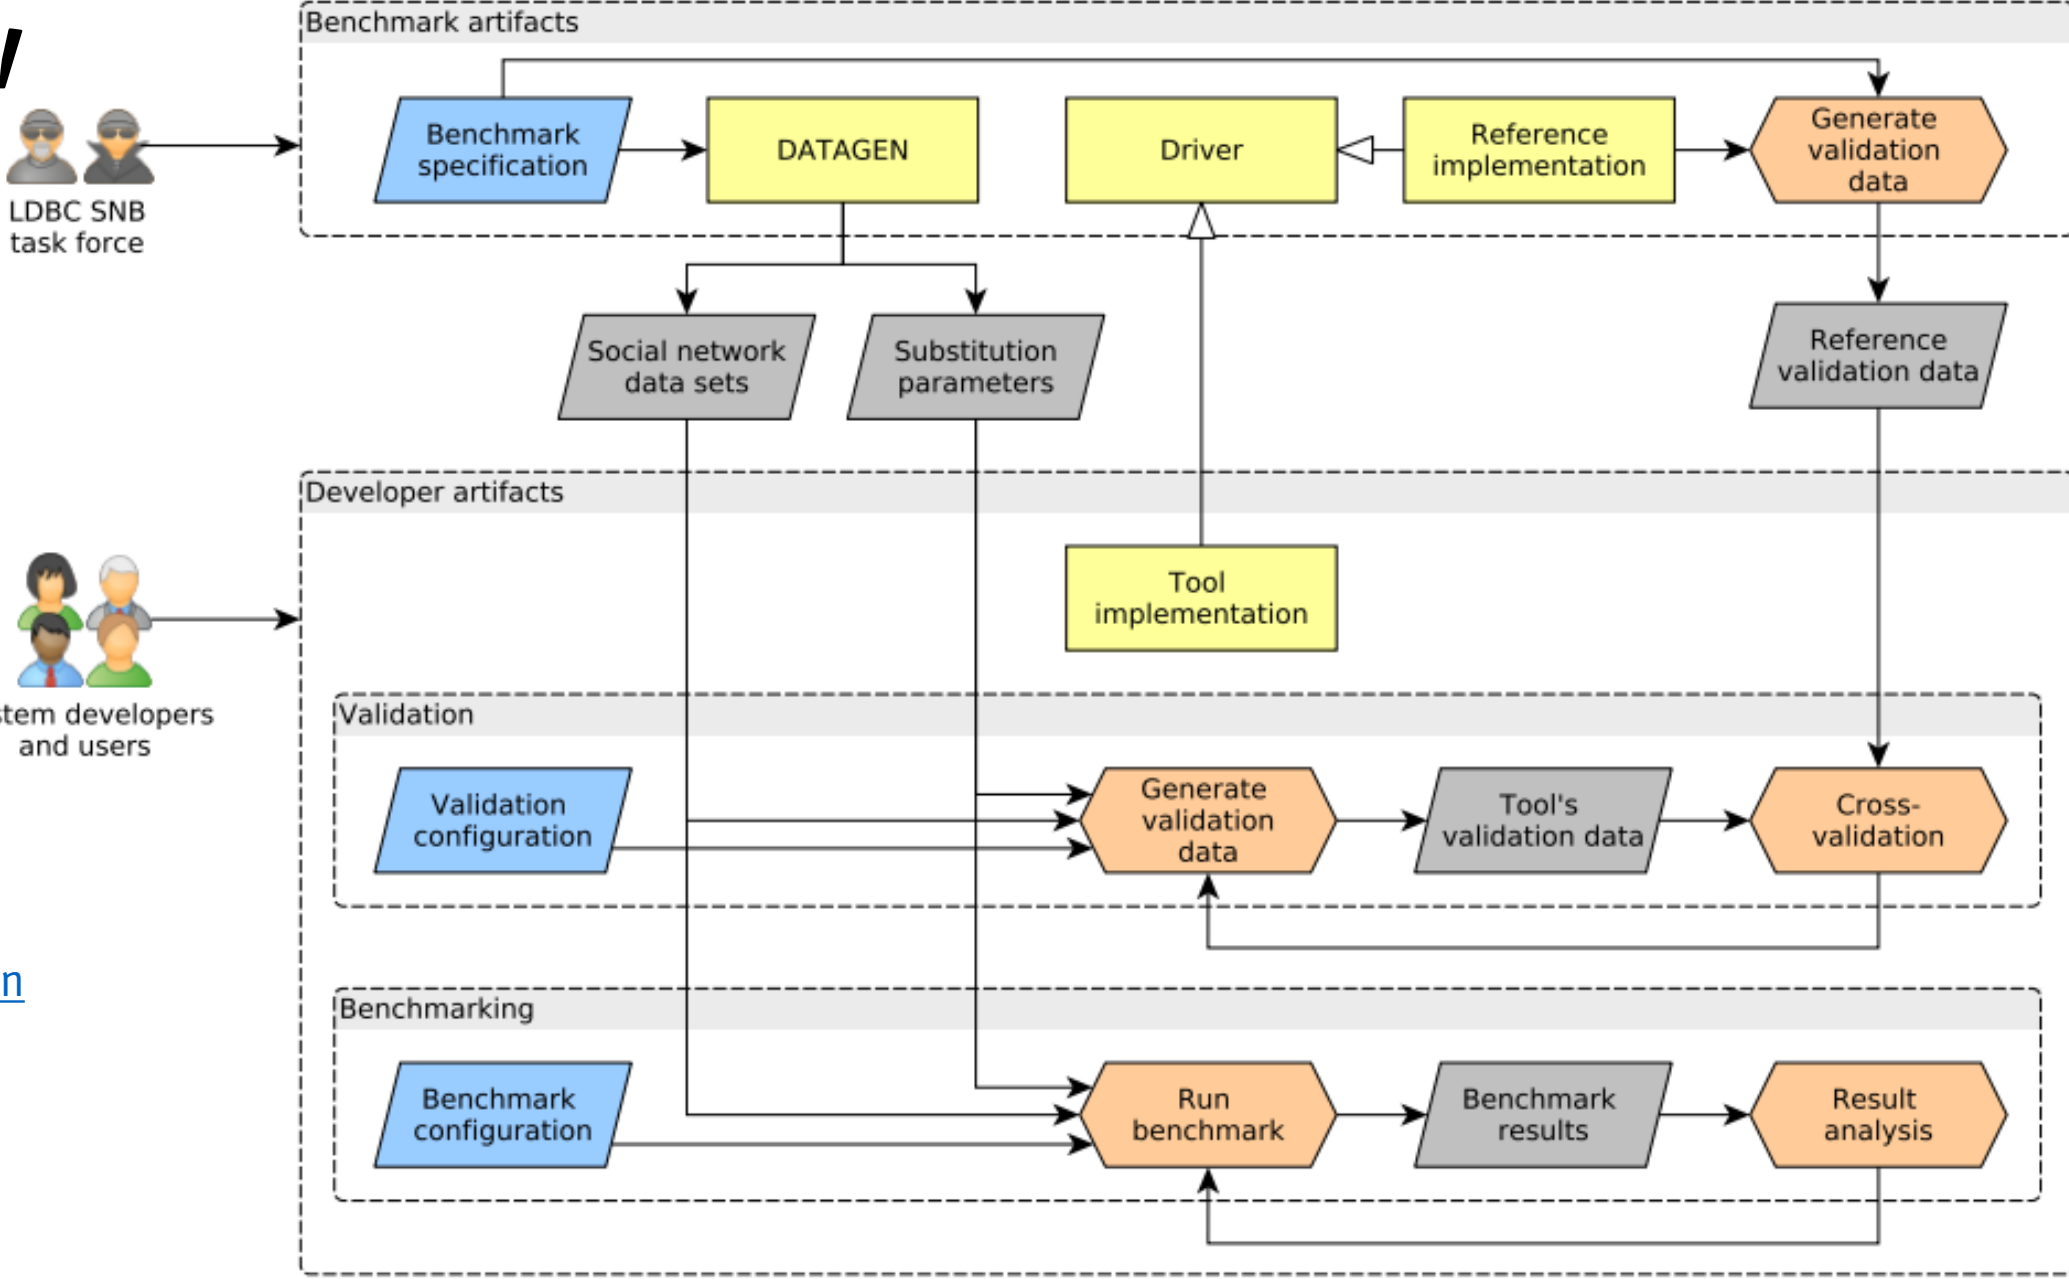 Benchmark artifacts
Benchmark
specification
DATAGEN
Driver
Reference
implementation
Generate
validation
data
LDBC SNB
task force
Social network
data sets
Substitution
parameters
Reference
validation data
Developer artifacts
Tool
implementation
stem developers
and users
Validation
Validation
configuration
Generate
validation
data
Tool's
validation data
Cross-
validation
n
Benchmarking
Benchmark
configuration
Run
benchmark
Benchmark
results
Result
analysis